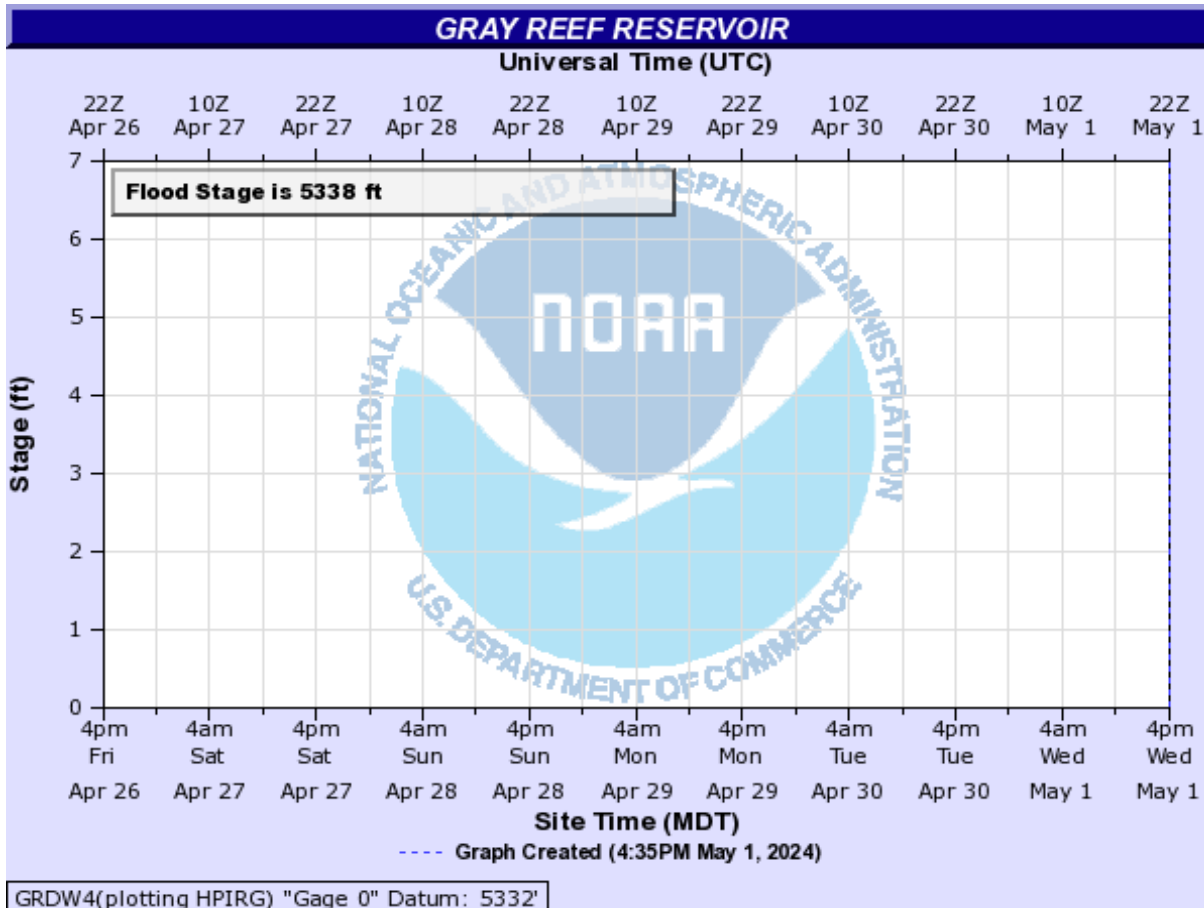 GRAY REEF RESERVOIR
Universal Time (UTC)
22Z 10Z 22Z 10Z 22Z 10Z 22Z 10Z 22Z 10Z 22Z
Apr 26 Apr 27 Apr 27 Apr 28 Apr 28 Apr 29 Apr 29 Apr 30 Apr 30 May 1 May 1
7
Flood Stage is 5338 ft
6
5
4
3
2
1
0
Stage (ft)
NATIONAL OCEANIC AND ATMOSPHERIC ADMINISTRATION
NOAA
U.S. DEPARTMENT OF COMMERCE
4pm 4am 4pm 4am 4pm 4am 4pm 4am 4pm 4am 4pm
Fri Sat Sat Sun Sun Mon Mon Tue Tue Wed Wed
Apr 26 Apr 27 Apr 27 Apr 28 Apr 28 Apr 29 Apr 29 Apr 30 Apr 30 May 1 May 1
Site Time (MDT)
---- Graph Created (4:35PM May 1, 2024)
GRDW4(plotting HPIRG) "Gage 0" Datum: 5332'